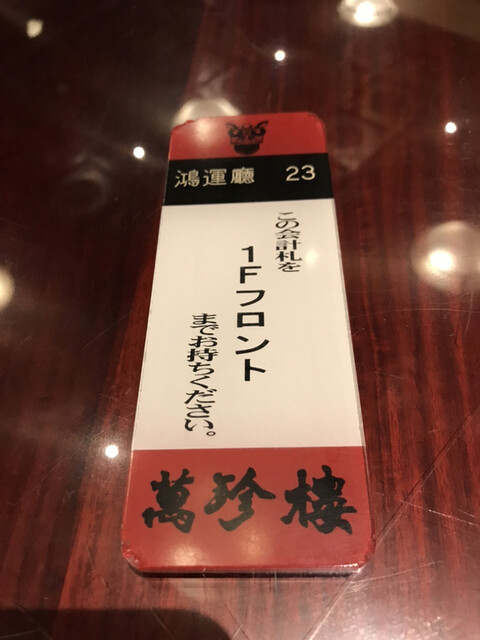 鴻運廳 23
この会計札を
1Fフロント
までお持ちください。
萬珍樓